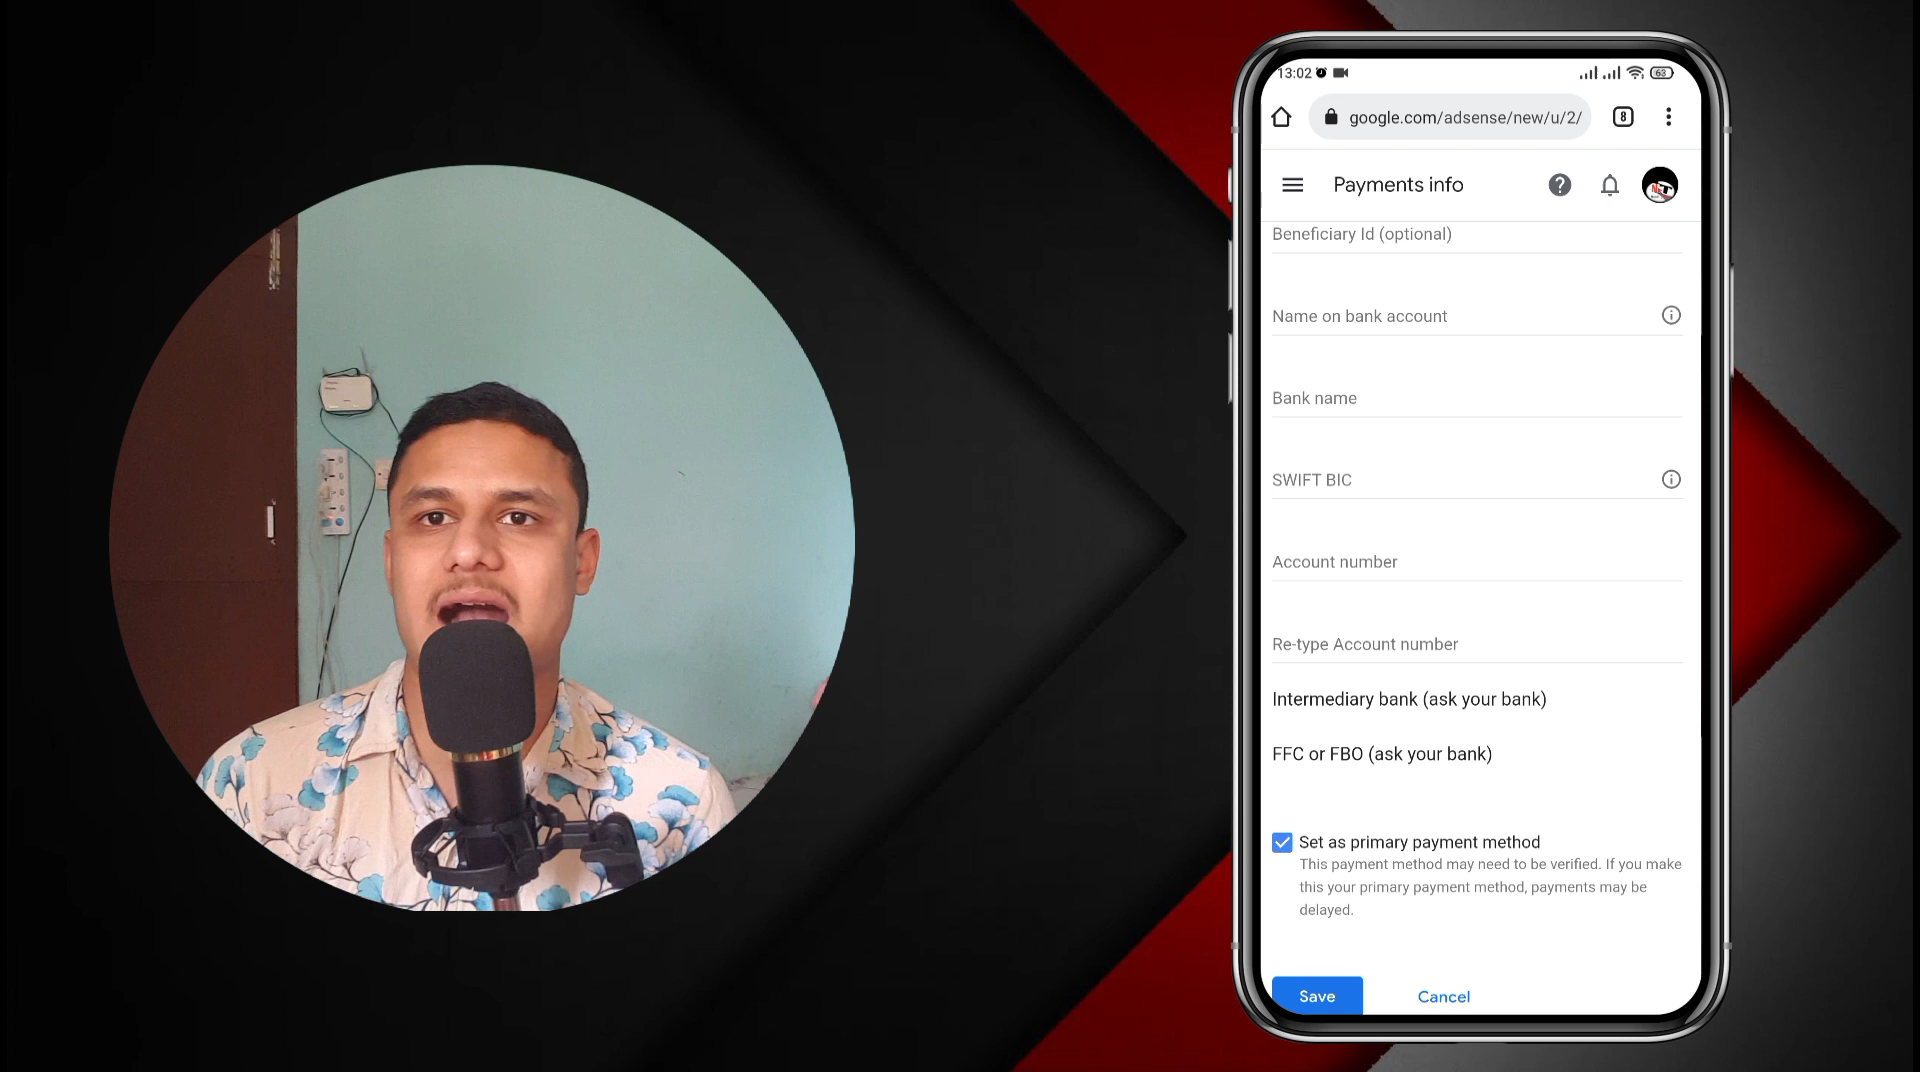 13:02
63
google.com/adsense/new/u/2/
8
Payments info
Beneficiary Id (optional)
Name on bank account
Bank name
SWIFT BIC
Account number
Re-type Account number
Intermediary bank (ask your bank)
FFC or FBO (ask your bank)
Set as primary payment method
This payment method may need to be verified. If you make
this your primary payment method, payments may be
delayed.
Save
Cancel